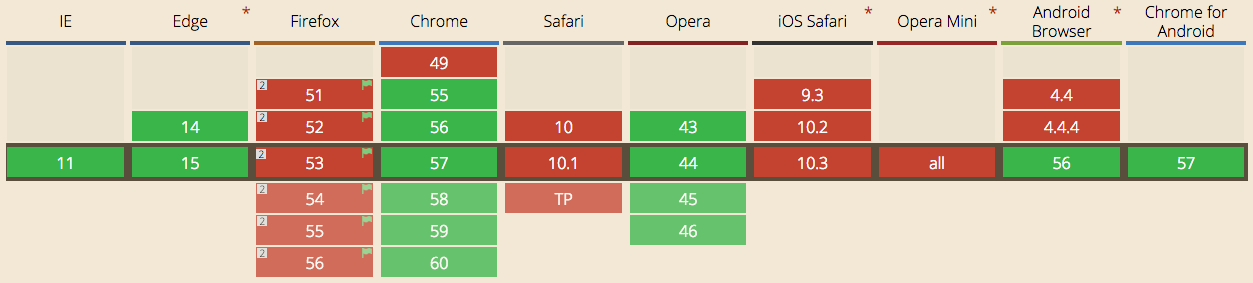 IE Edge * Firefox Chrome Safari Opera iOS Safari * Opera Mini * Android Browser * Chrome for Android
49
2 51 55 9.3 4.4
14 2 52 56 10 43 10.2 4.4.4
11 15 2 53 57 10.1 44 10.3 all 56 57
2 54 58 TP 45
2 55 59 46
2 56 60